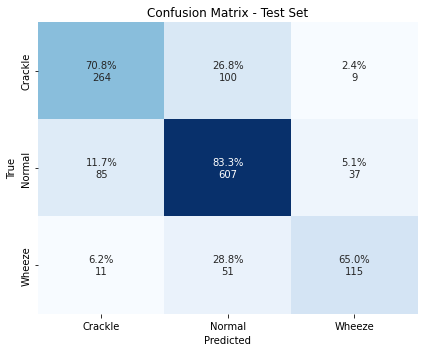 Confusion Matrix - Test Set
True
Crackle
70.8%
264
26.8%
100
2.4%
9
Normal
11.7%
85
83.3%
607
5.1%
37
Wheeze
6.2%
11
28.8%
51
65.0%
115
Crackle
Normal
Wheeze
Predicted